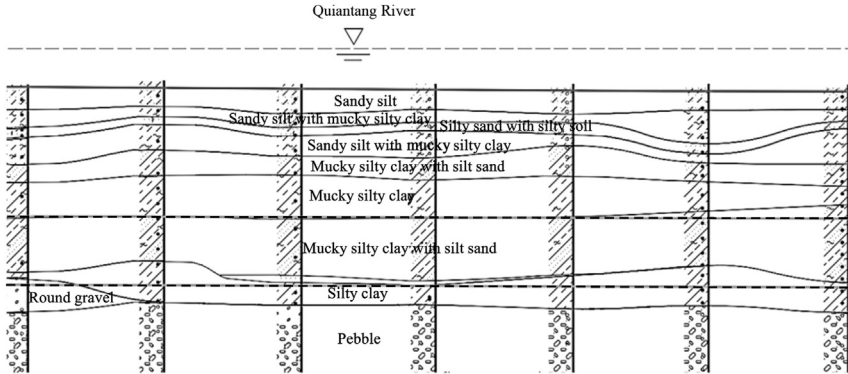 Quiantang River
Sandy silt
Sandy silt with mucky silty clay
Silty sand with silty soil
Sandy silt with mucky silty clay
Mucky silty clay with silt sand
Mucky silty clay
Mucky silty clay with silt sand
Silty clay
Round gravel
Pebble